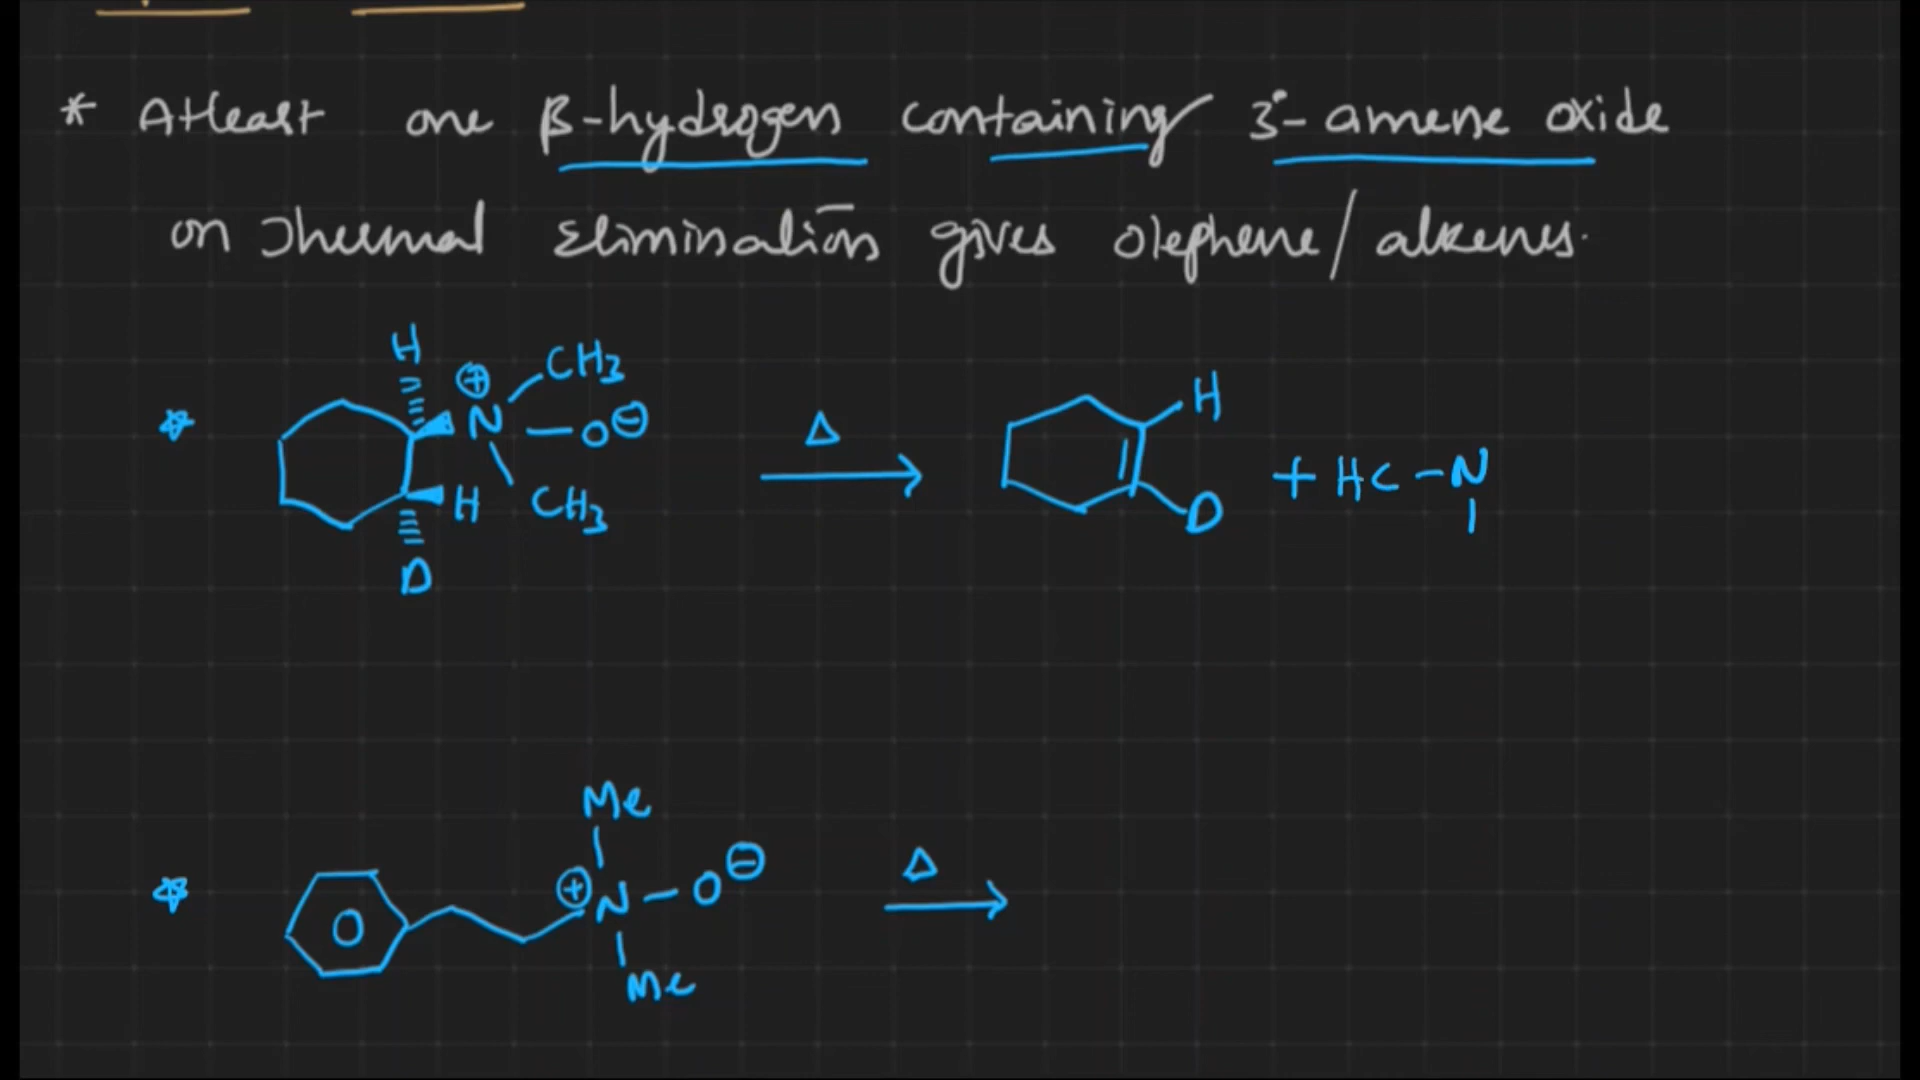 * Atleast one β-hydrogen containing 3°-amene oxide
on Thermal Elimination gives olephene/alkenes.
H
⊕ CH3
N - O⊖
H CH3
D
Δ
H
D
+ HC-N
Me
⊕ N - O⊖
Me
Δ